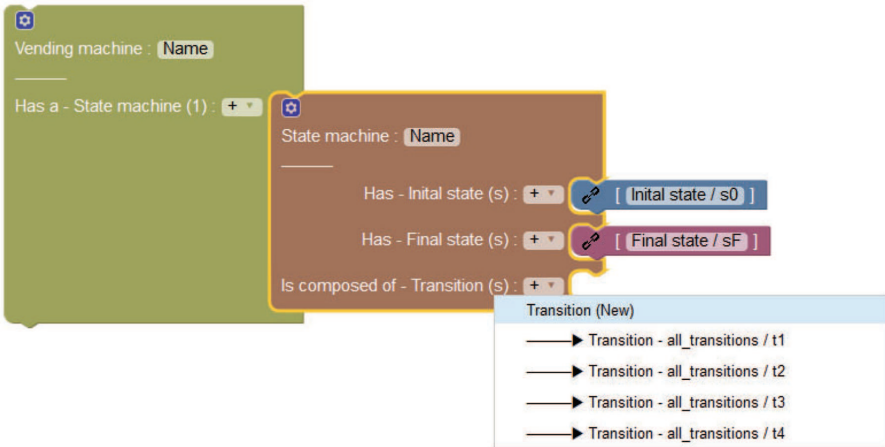 Vending machine : Name
Has a - State machine (1) : +
State machine : Name
Has - Inital state (s) : + [ Inital state / s0 ]
Has - Final state (s) : + [ Final state / sF ]
Is composed of - Transition (s) : +
Transition (New)
Transition - all_transitions / t1
Transition - all_transitions / t2
Transition - all_transitions / t3
Transition - all_transitions / t4